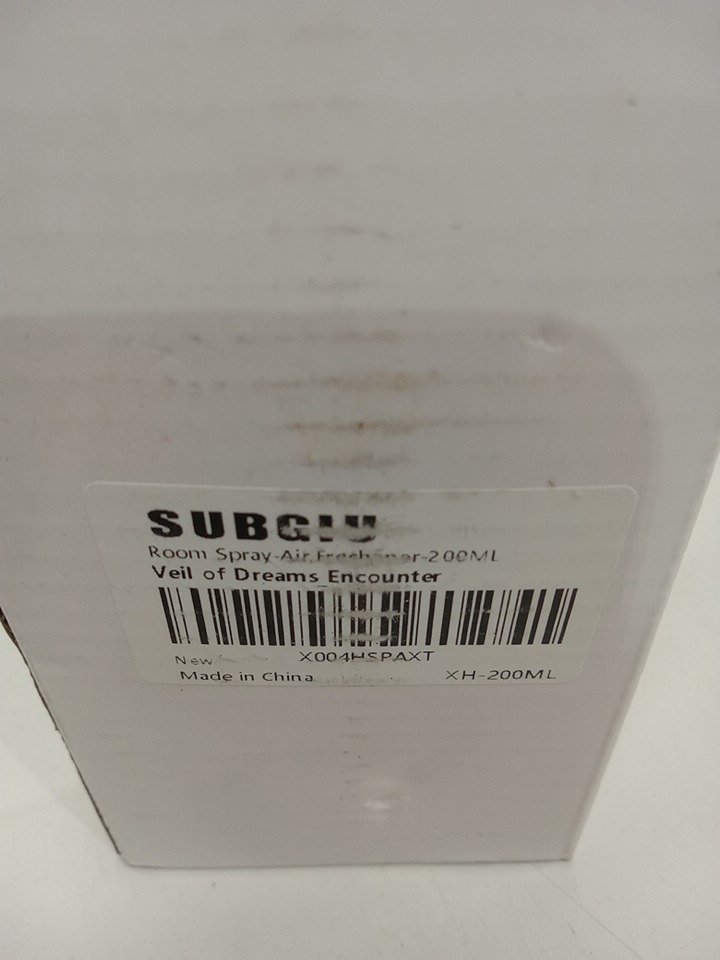 SUBGIU
Room Spray-Air Freshener-200ML
Veil of Dreams Encounter
X004HSPAXT
New
Made in China
XH-200ML